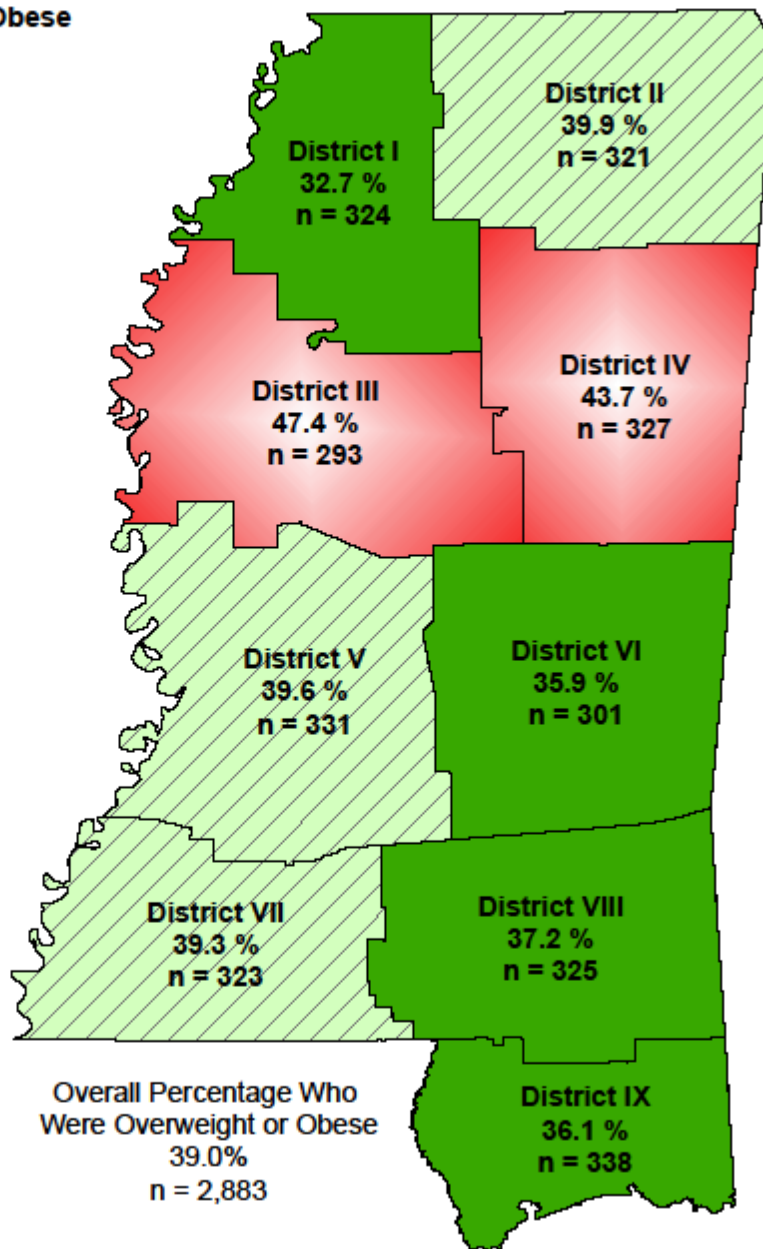 Obese
District I
32.7 %
n = 324
District II
39.9 %
n = 321
District III
47.4 %
n = 293
District IV
43.7 %
n = 327
District V
39.6 %
n = 331
District VI
35.9 %
n = 301
District VII
39.3 %
n = 323
District VIII
37.2 %
n = 325
District IX
36.1 %
n = 338
Overall Percentage Who
Were Overweight or Obese
39.0%
n = 2,883